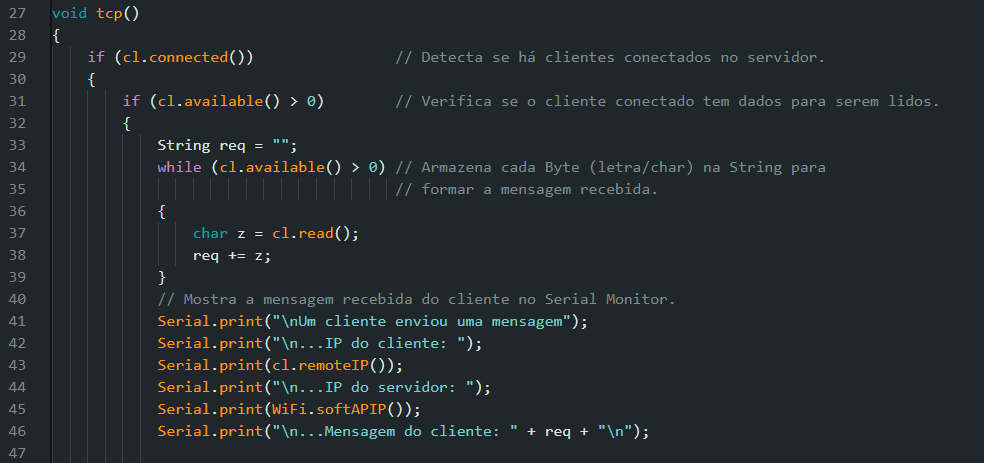 27 void tcp()
28 {
29     if (cl.connected())                // Detecta se há clientes conectados no servidor.
30     {
31         if (cl.available() > 0)        // Verifica se o cliente conectado tem dados para serem lidos.
32         {
33             String req = "";
34             while (cl.available() > 0) // Armazena cada Byte (letra/char) na String para
35                                        // formar a mensagem recebida.
36             {
37                 char z = cl.read();
38                 req += z;
39             }
40             // Mostra a mensagem recebida do cliente no Serial Monitor.
41             Serial.print("\nUm cliente enviou uma mensagem");
42             Serial.print("\n...IP do cliente: ");
43             Serial.print(cl.remoteIP());
44             Serial.print("\n...IP do servidor: ");
45             Serial.print(WiFi.softAPIP());
46             Serial.print("\n...Mensagem do cliente: " + req + "\n");
47